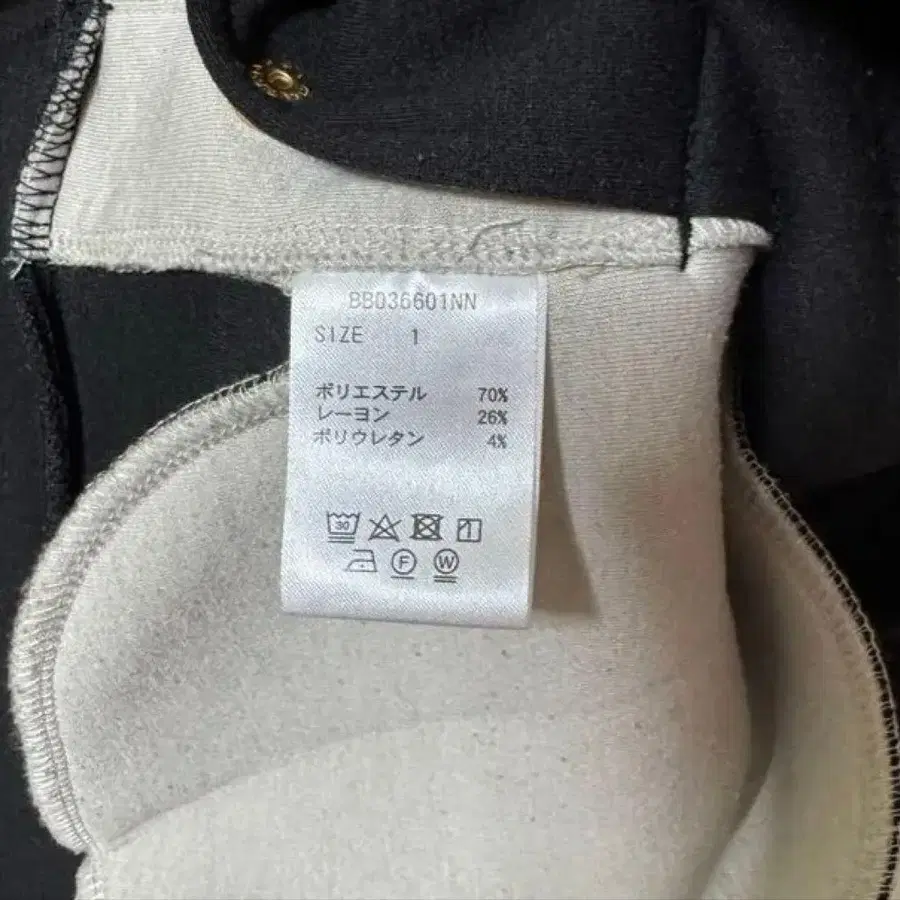 BB036601NN
SIZE 1
ポリエステル 70%
レーヨン 26%
ポリウレタン 4%
30
F W